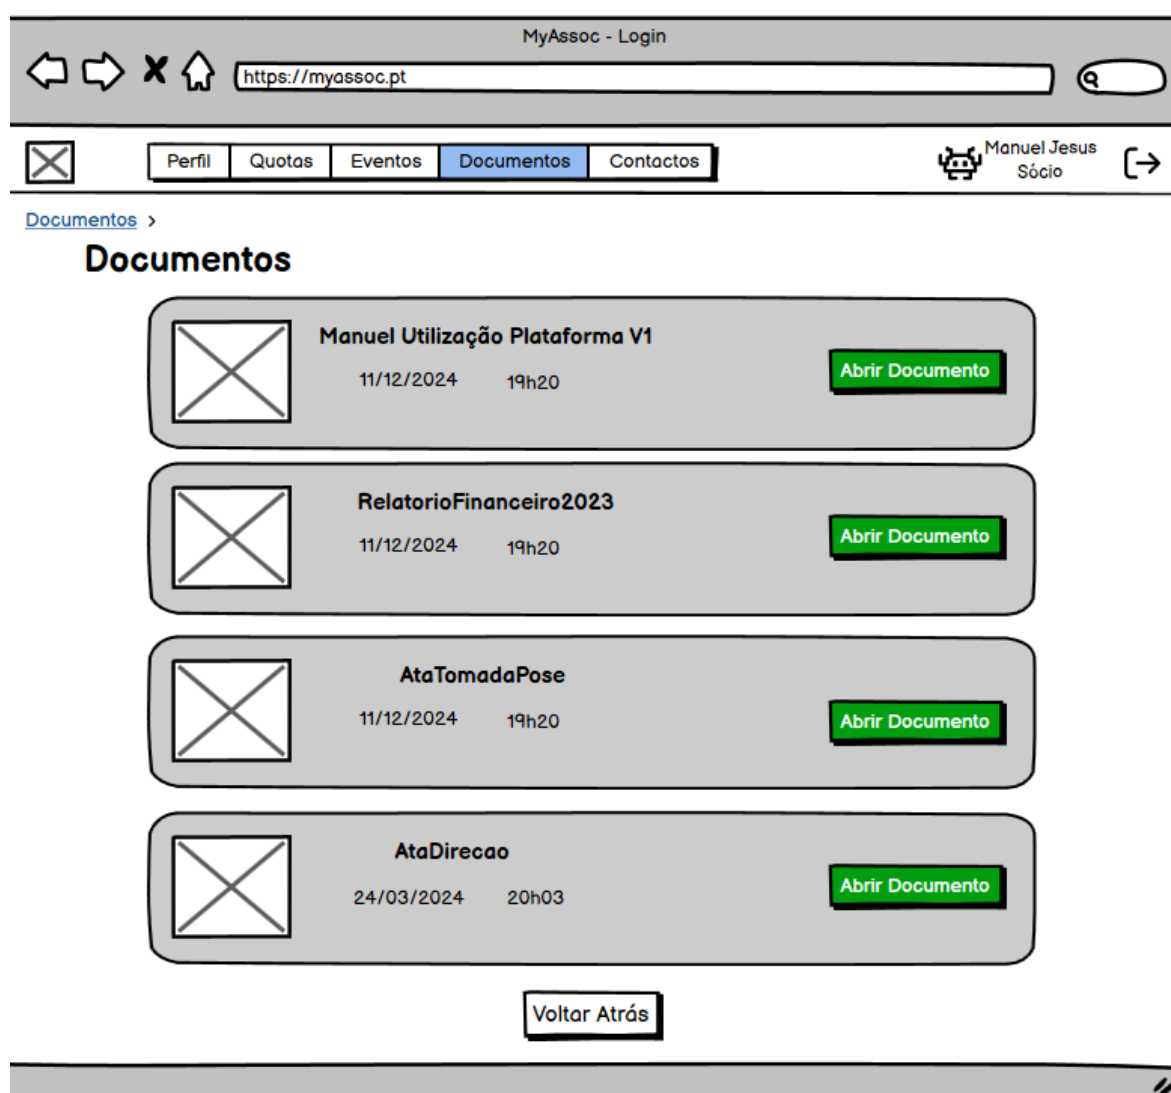 MyAssoc - Login
https://myassoc.pt
Perfil Quotas Eventos Documentos Contactos
Manuel Jesus
Sócio
Documentos >
Documentos
Manuel Utilização Plataforma V1
11/12/2024 19h20
Abrir Documento
RelatorioFinanceiro2023
11/12/2024 19h20
Abrir Documento
AtaTomadaPose
11/12/2024 19h20
Abrir Documento
AtaDirecao
24/03/2024 20h03
Abrir Documento
Voltar Atrás